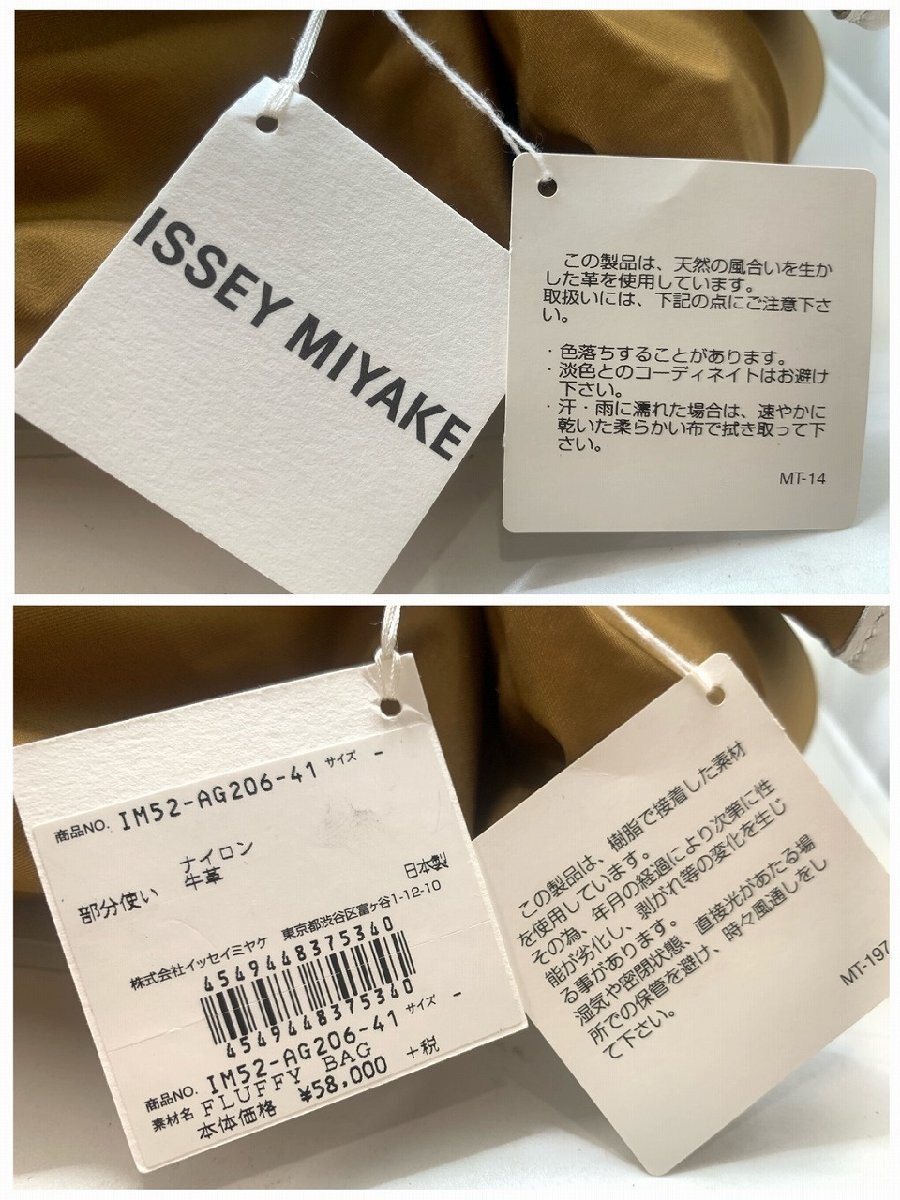 ISSEY MIYAKE
この製品は、天然の風合いを生か
した革を使用しています。
取扱いには、下記の点にご注意下さ
い。
・色落ちすることがあります。
・淡色とのコーディネイトはお避け
下さい。
・汗・雨に濡れた場合は、速やかに
乾いた柔らかい布で拭き取って下
さい。
MT-14
商品NO. IM52-AG206-41 サイズ -
ナイロン
部分使い 牛革
日本製
株式会社イッセイミヤケ 東京都渋谷区富ヶ谷1-12-10
4549448375340
4549448375340
商品NO. IM52-AG206-41 サイズ -
素材名 FLUFFY BAG
本体価格 ¥58,000 +税
この製品は、樹脂で接着した素材
を使用しています。
その為、年月の経過により次第に性
能が劣化し、剥がれ等の変化を生じ
る事があります。
湿気や密閉状態、直接光があたる場
所での保管を避け、時々風通しをし
て下さい。
MT-197